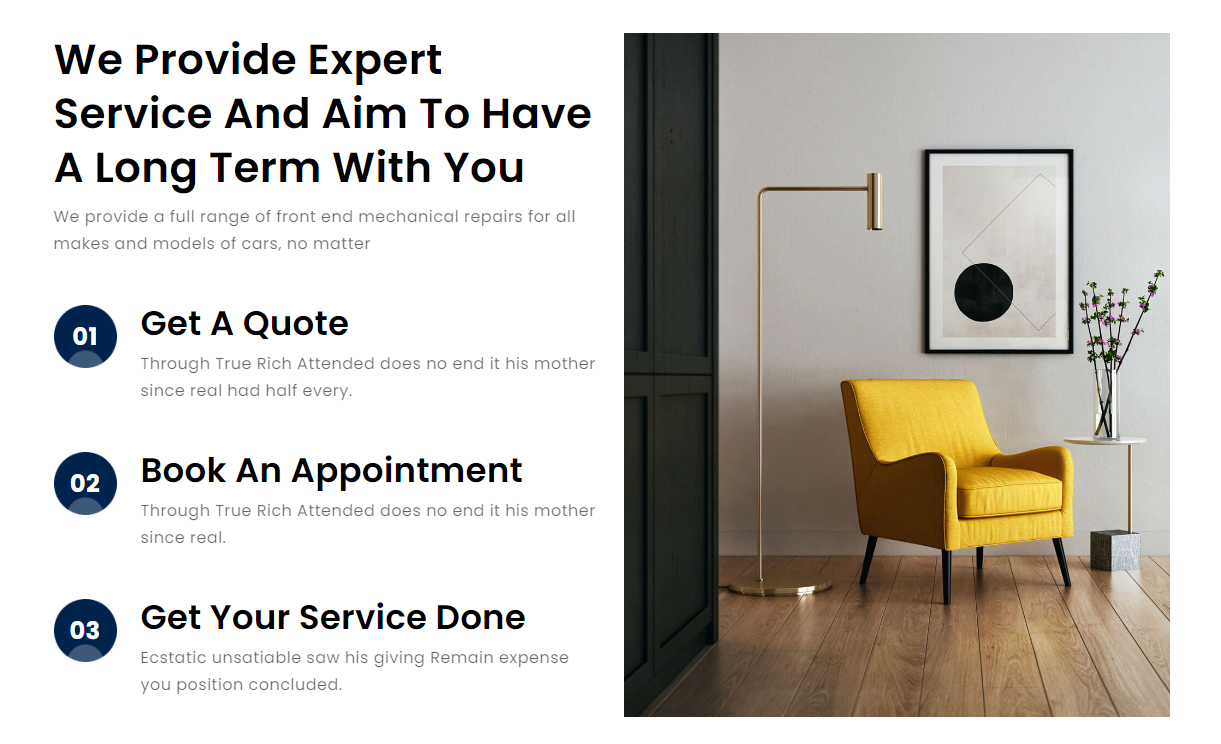 We Provide Expert
Service And Aim To Have
A Long Term With You
We provide a full range of front end mechanical repairs for all
makes and models of cars, no matter
01
Get A Quote
Through True Rich Attended does no end it his mother
since real had half every.
02
Book An Appointment
Through True Rich Attended does no end it his mother
since real.
03
Get Your Service Done
Ecstatic unsatiable saw his giving Remain expense
you position concluded.